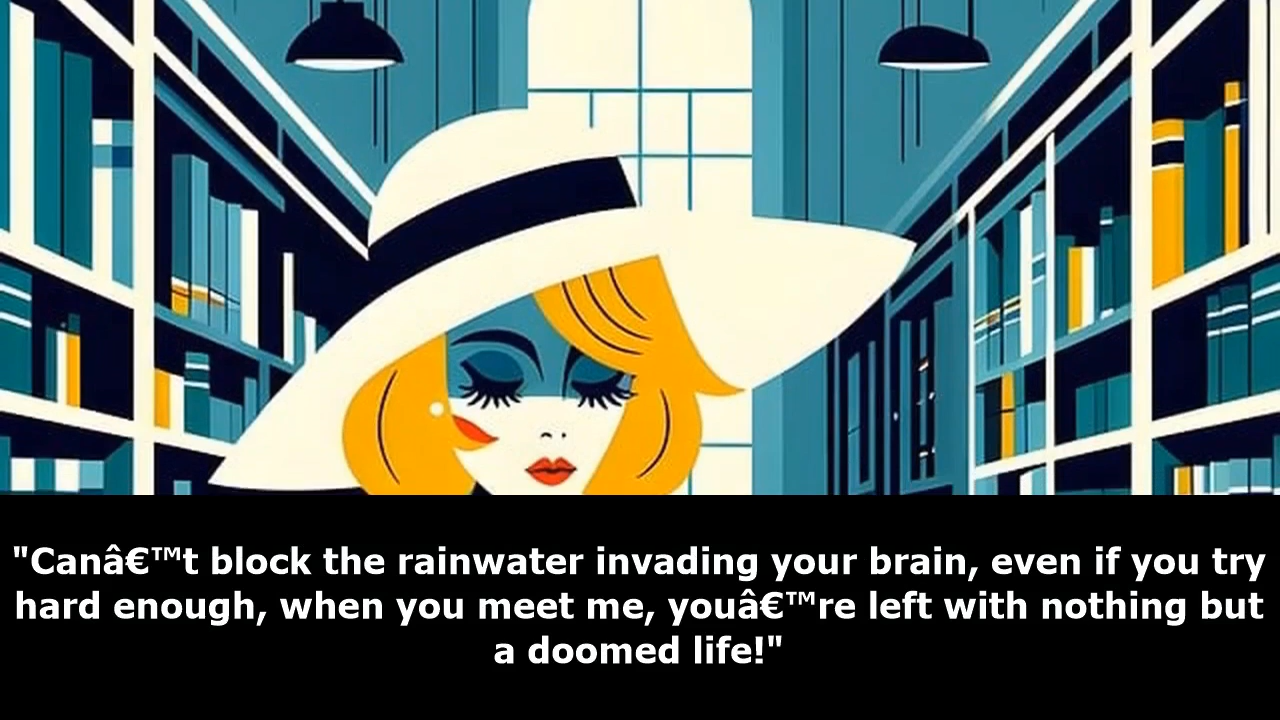 "Canâ€™t block the rainwater invading your brain, even if you try
hard enough, when you meet me, youâ€™re left with nothing but
a doomed life!"